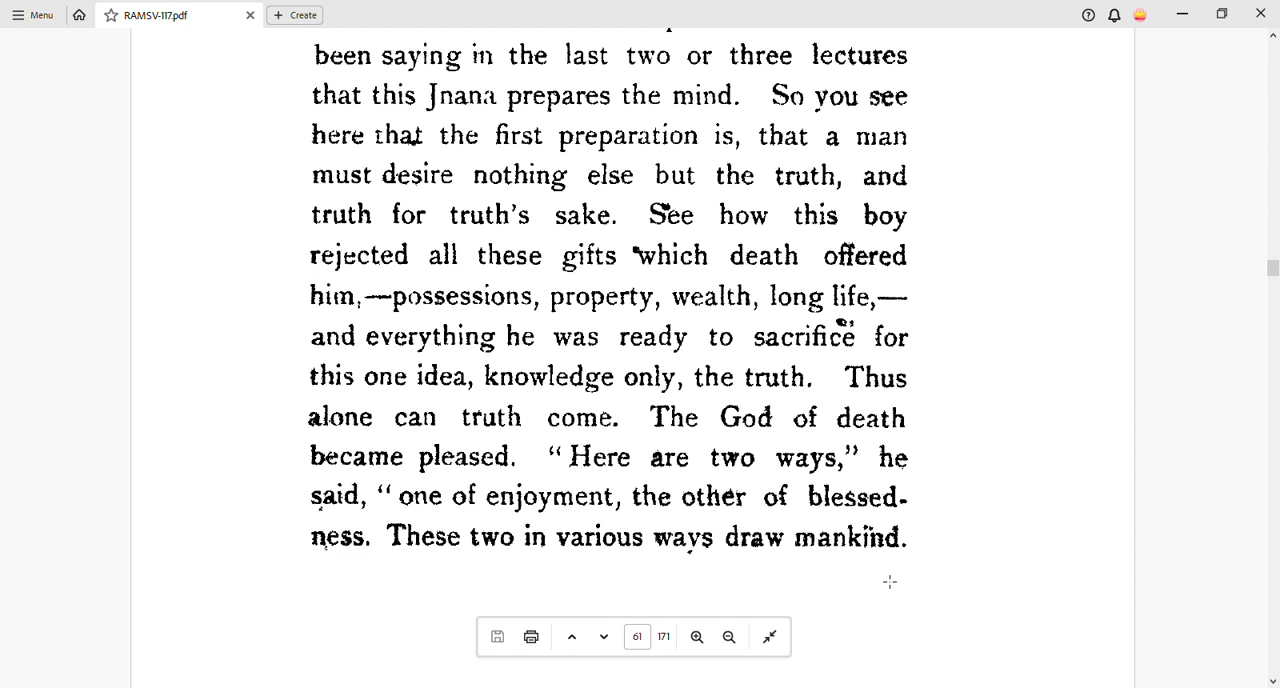 Menu
RAMSV-117.pdf
Create
been saying in the last two or three lectures
that this Jnana prepares the mind. So you see
here that the first preparation is, that a man
must desire nothing else but the truth, and
truth for truth's sake. See how this boy
rejected all these gifts which death offered
him,—possessions, property, wealth, long life,—
and everything he was ready to sacrifice for
this one idea, knowledge only, the truth. Thus
alone can truth come. The God of death
became pleased. “Here are two ways,” he
said, “one of enjoyment, the other of blessed-
ness. These two in various ways draw mankind.
61 171